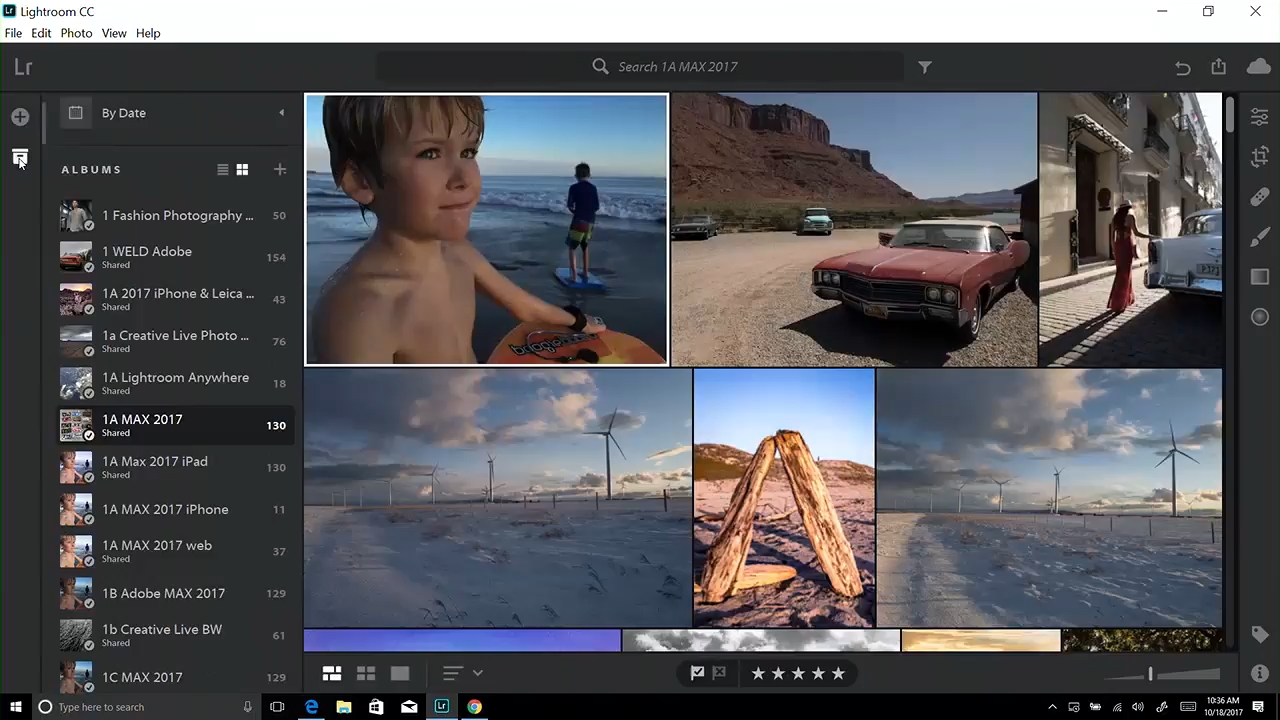 Lr Lightroom CC
File Edit Photo View Help
Lr
Search 1A MAX 2017
By Date
ALBUMS
1 Fashion Photography ... 50
1 WELD Adobe 154
Shared
1A 2017 iPhone & Leica ... 43
Shared
1a Creative Live Photo ... 76
Shared
1A Lightroom Anywhere 18
Shared
1A MAX 2017 130
Shared
1A Max 2017 iPad 130
Shared
1A MAX 2017 iPhone 11
1A MAX 2017 web 37
Shared
1B Adobe MAX 2017 129
1b Creative Live BW 61
Shared
1C MAX 2017 129
Type here to search
Lr
10:36 AM
10/18/2017